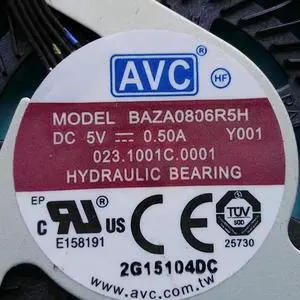 AVC
HF
MODEL BAZA0806R5H
DC 5V ⎓ 0.50A Y001
023.1001C.0001
HYDRAULIC BEARING
EP
C RU US
E158191
CE
TÜV
25730
2G15104DC
www.avc.com.tw